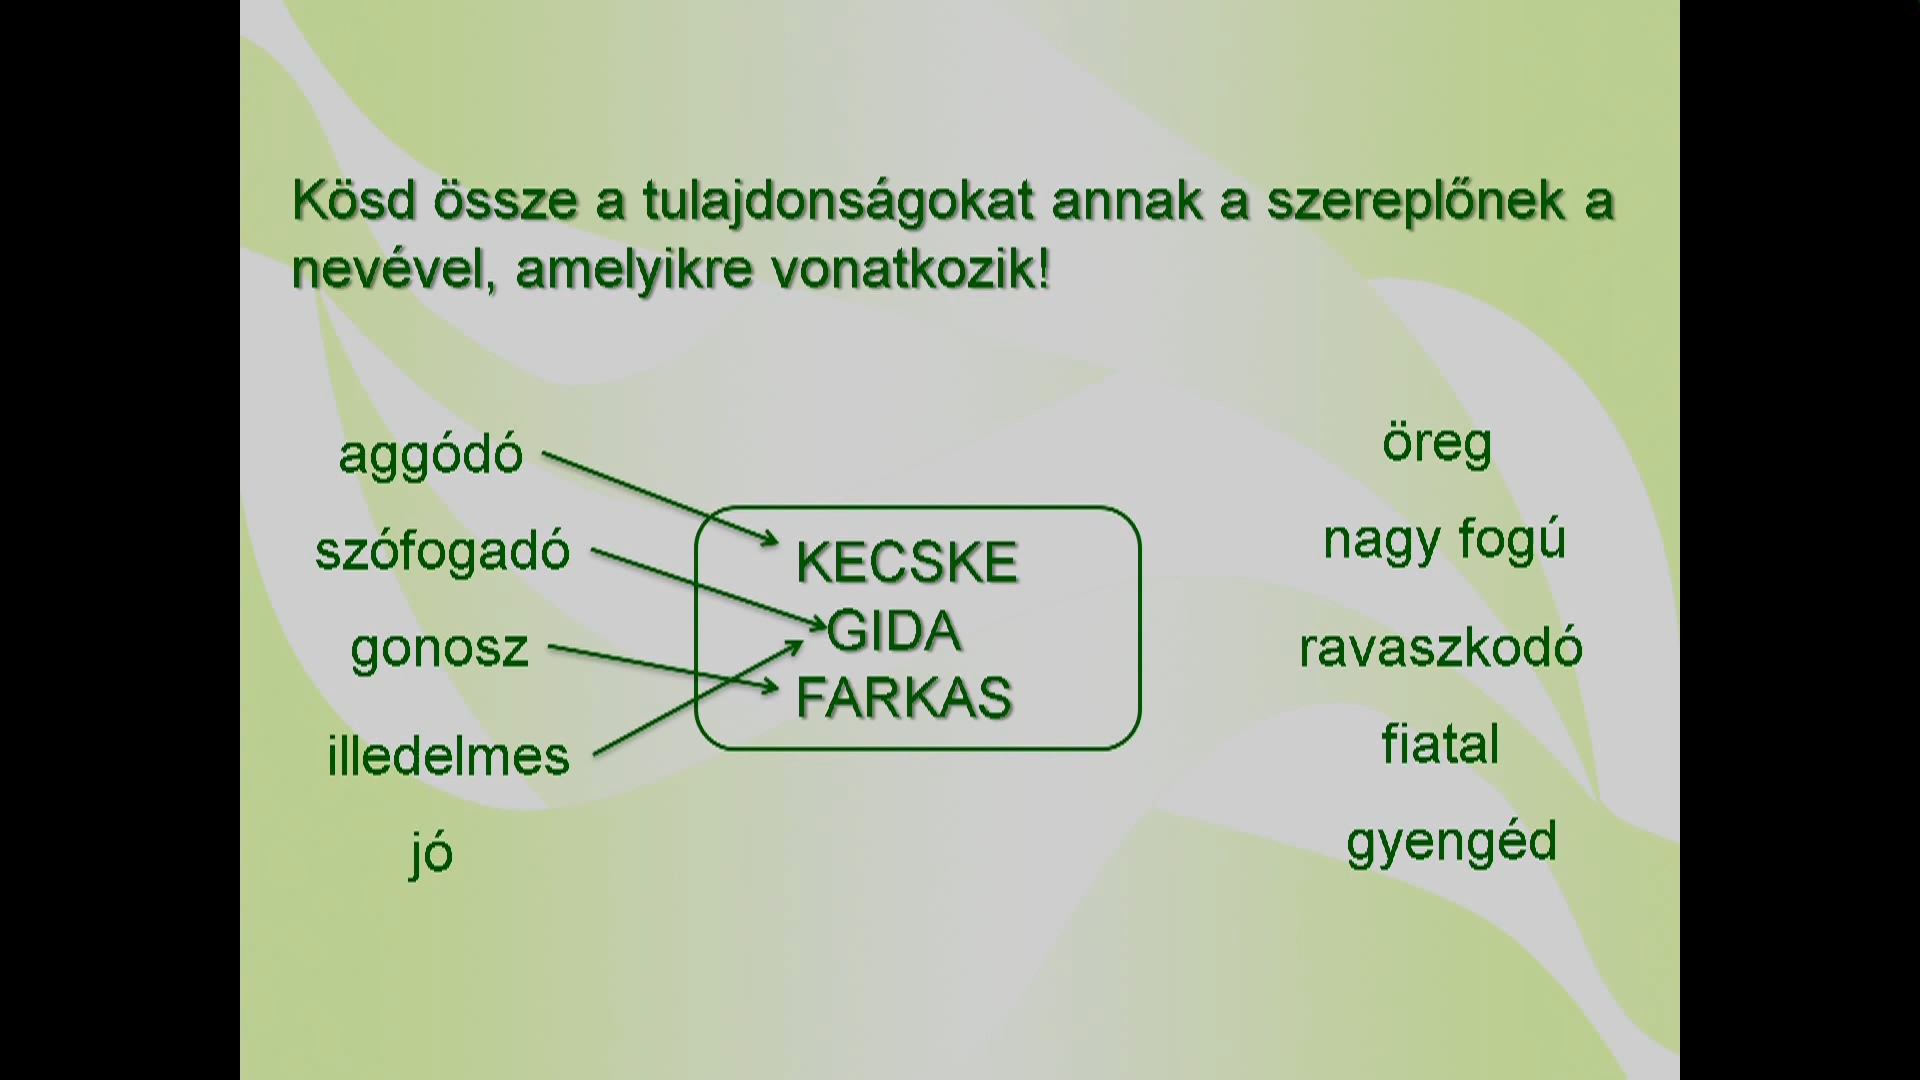 Kösd össze a tulajdonságokat annak a szereplőnek a
nevével, amelyikre vonatkozik!
aggódó
szófogadó
gonosz
illedelmes
jó
KECSKE
GIDA
FARKAS
öreg
nagy fogú
ravaszkodó
fiatal
gyengéd